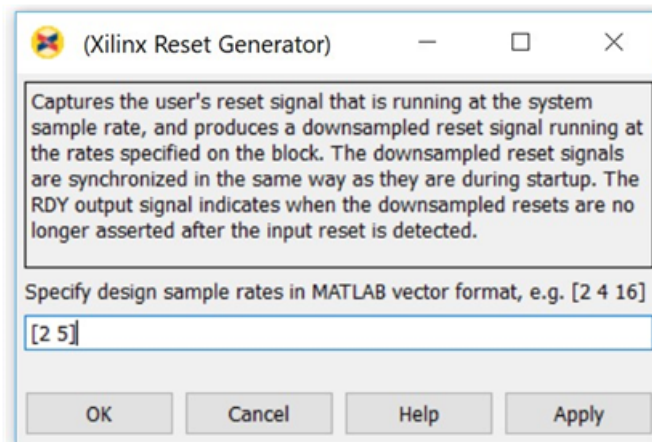 (Xilinx Reset Generator)
Captures the user's reset signal that is running at the system
sample rate, and produces a downsampled reset signal running at
the rates specified on the block. The downsampled reset signals
are synchronized in the same way as they are during startup. The
RDY output signal indicates when the downsampled resets are no
longer asserted after the input reset is detected.
Specify design sample rates in MATLAB vector format, e.g. [2 4 16]
[2 5]
OK Cancel Help Apply